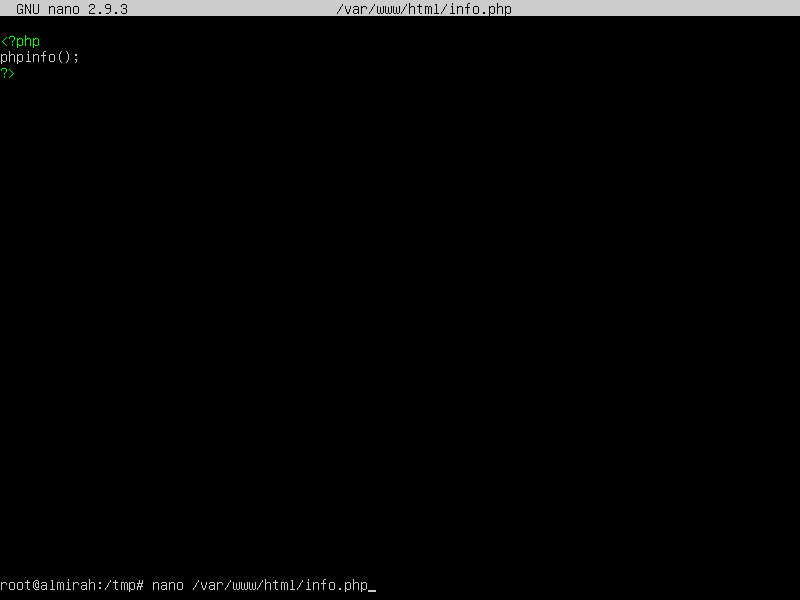 GNU nano 2.9.3 /var/www/html/info.php
<?php
phpinfo();
?>
root@almirah:/tmp# nano /var/www/html/info.php_